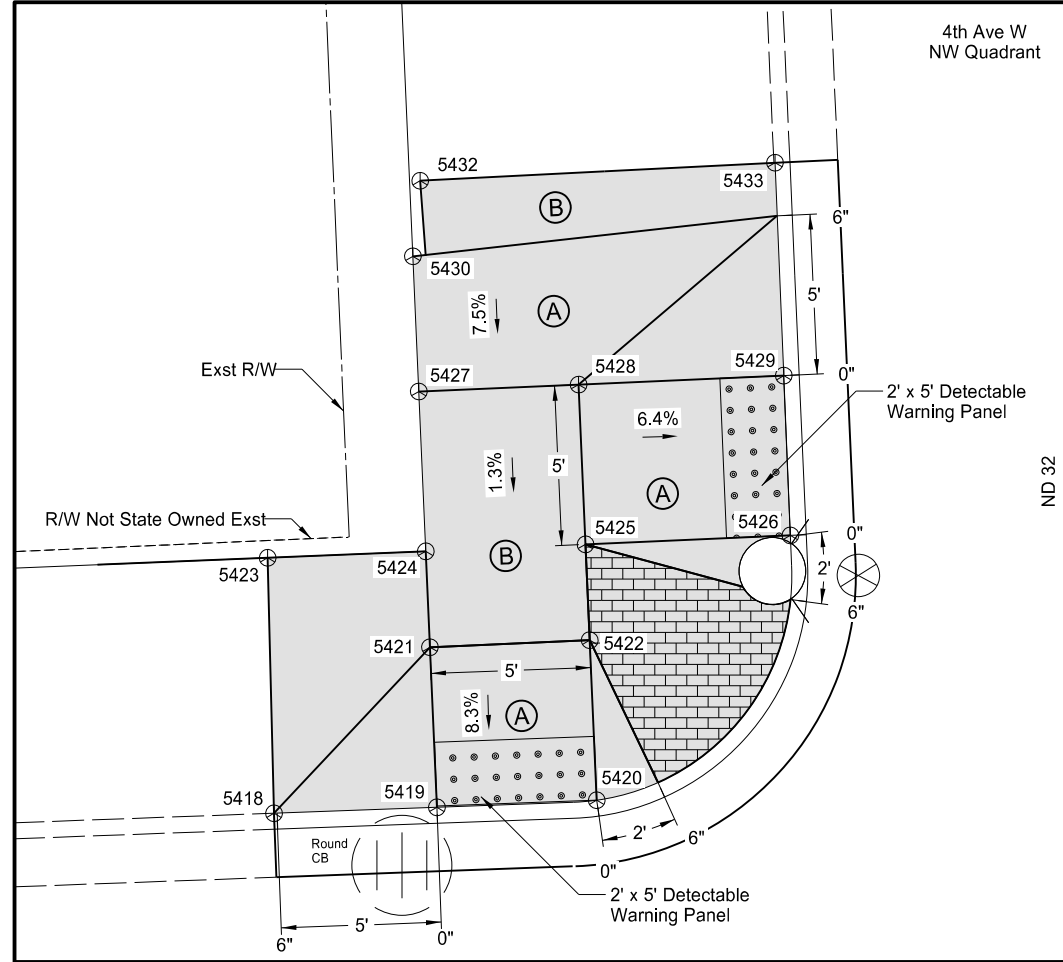 4th Ave W
NW Quadrant
5432
5433
B
6"
5430
A
7.5%
5'
Exst R/W
5427
5428
5429
0"
2' x 5' Detectable
Warning Panel
6.4%
5'
1.3%
A
ND 32
R/W Not State Owned Exst
5426
0"
5425
5423
5424
B
2'
6"
5421
5422
5'
8.3%
A
5418
5419
5420
Round
CB
2'
6"
0"
2' x 5' Detectable
Warning Panel
5'
6"
0"